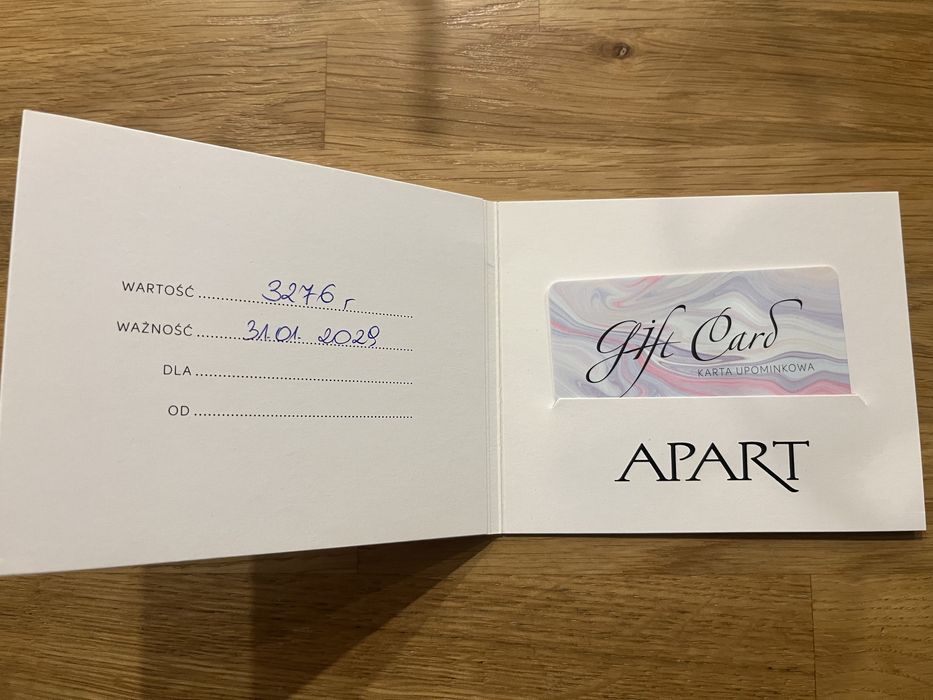 WARTOŚĆ 3276 r
WAŻNOŚĆ 31.01. 2029
DLA
OD
Gift Card
KARTA UPOMINKOWA
APART